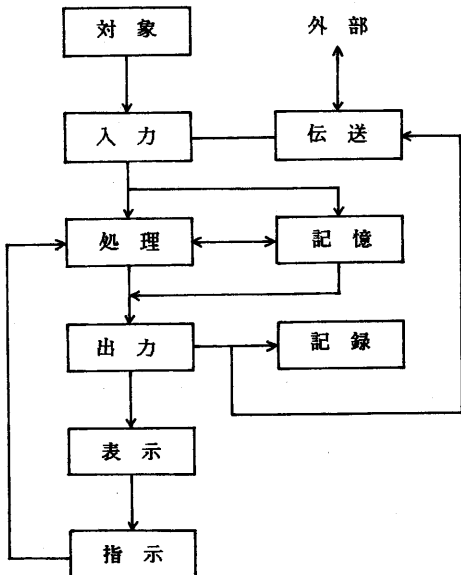 対象
外部
入力
伝送
処理
記憶
出力
記録
表示
指示